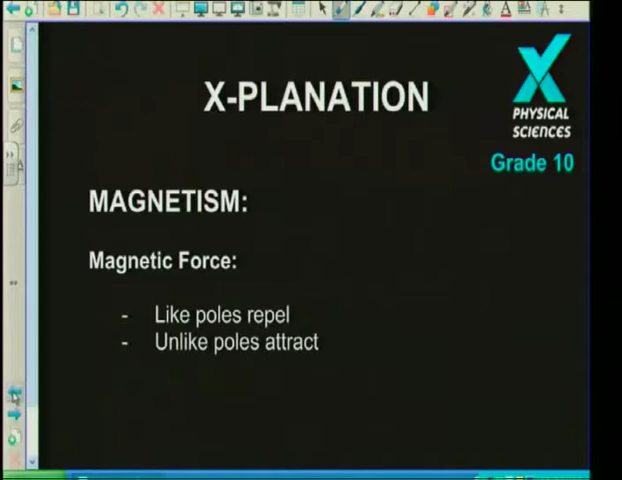 X-PLANATION
PHYSICAL
SCIENCES
Grade 10
MAGNETISM:
Magnetic Force:
- Like poles repel
- Unlike poles attract